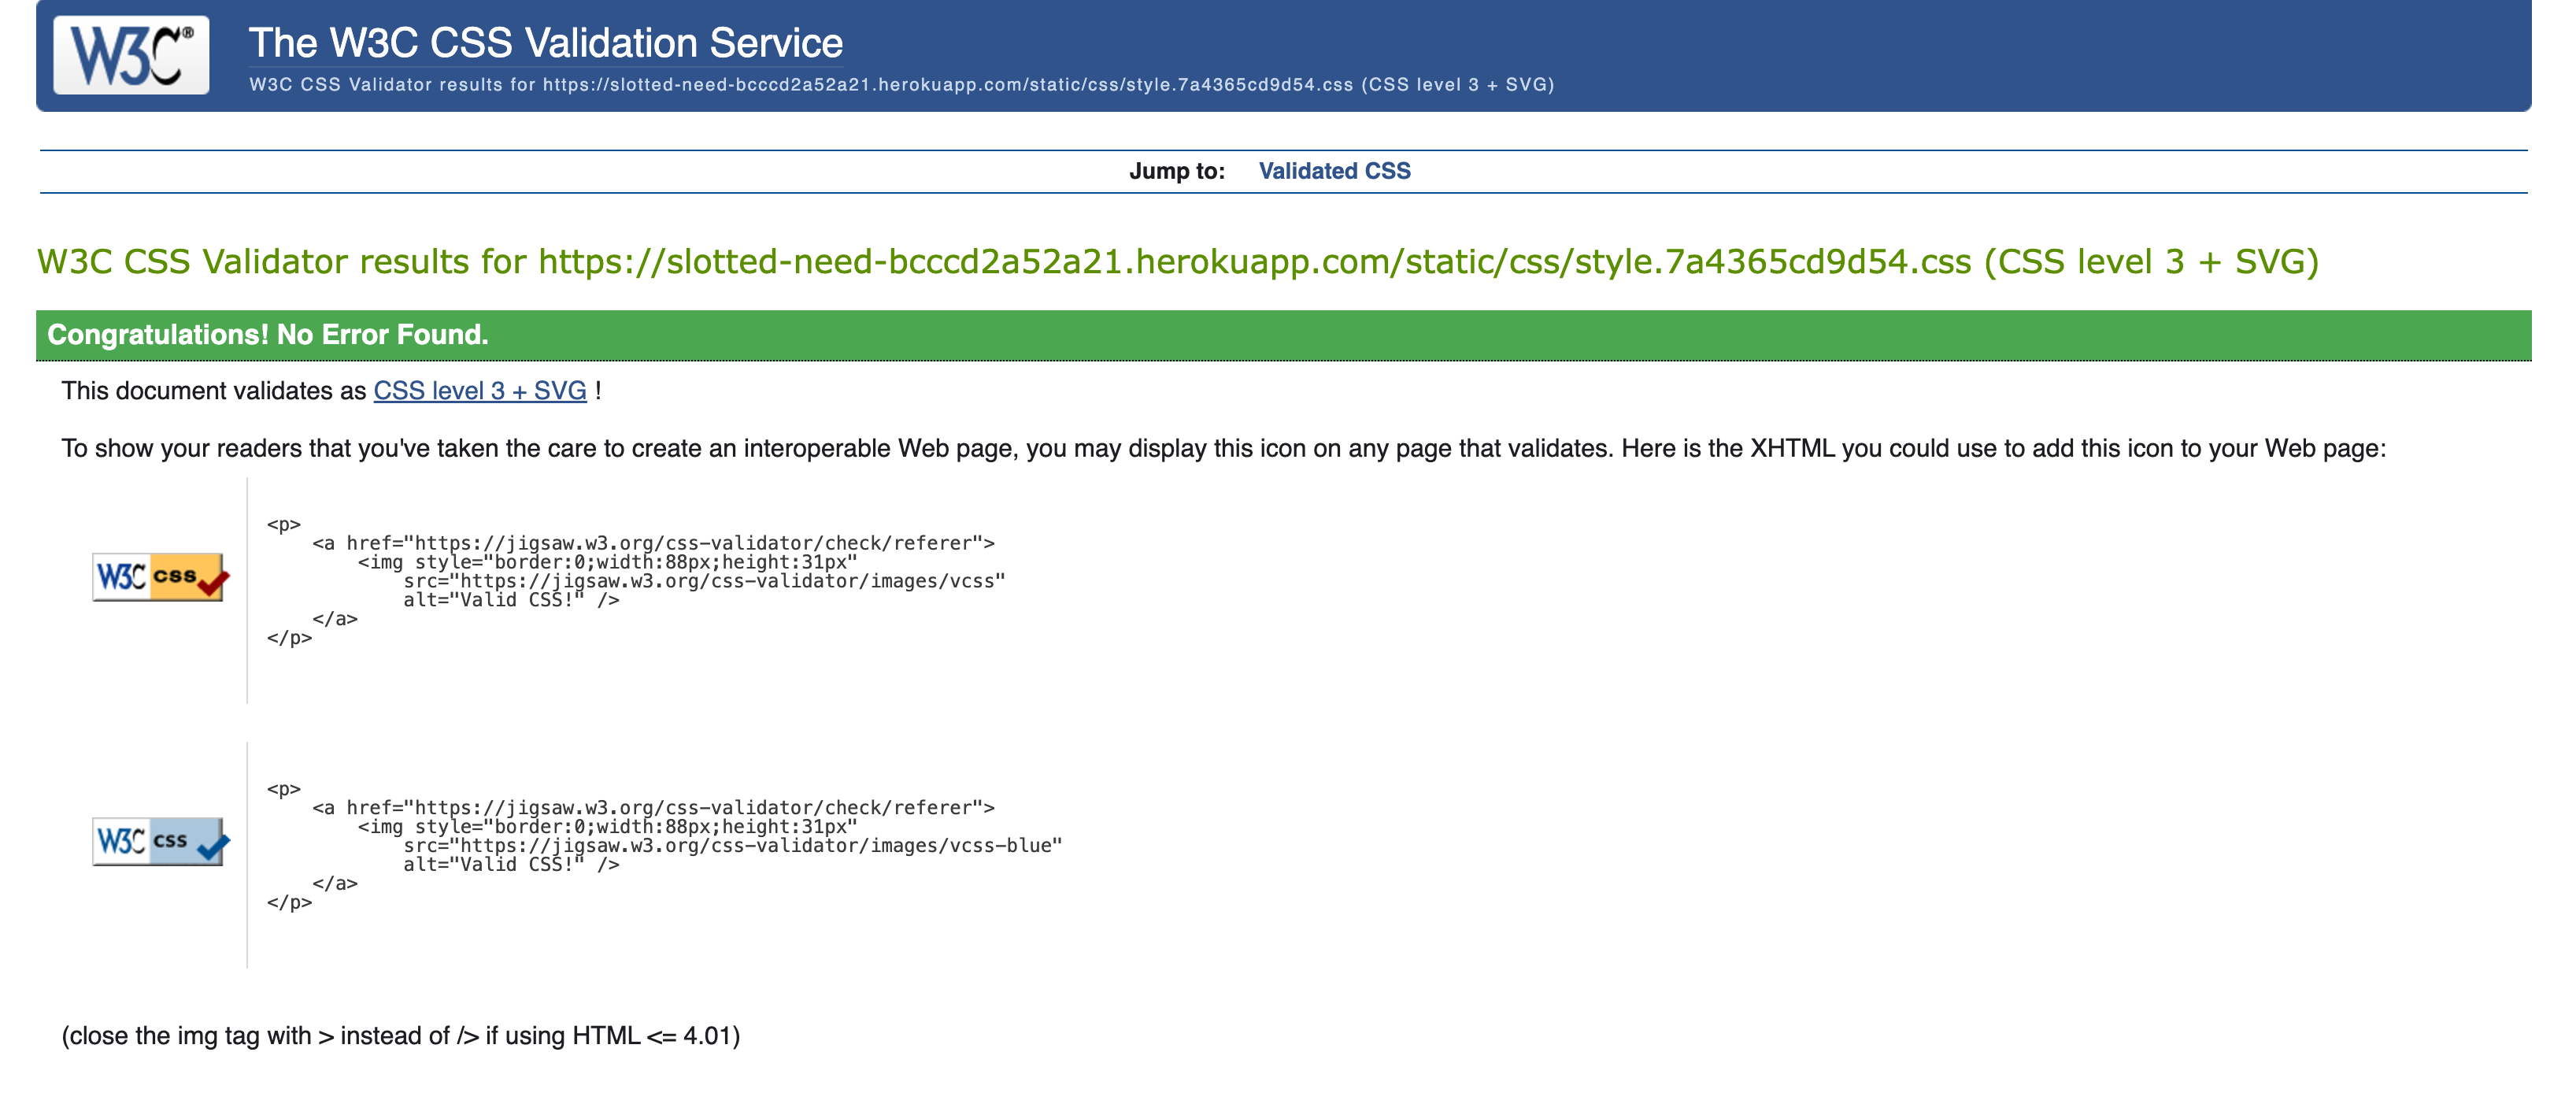 W3C®
The W3C CSS Validation Service
W3C CSS Validator results for https://slotted-need-bcccd2a52a21.herokuapp.com/static/css/style.7a4365cd9d54.css (CSS level 3 + SVG)
Jump to: Validated CSS
W3C CSS Validator results for https://slotted-need-bcccd2a52a21.herokuapp.com/static/css/style.7a4365cd9d54.css (CSS level 3 + SVG)
Congratulations! No Error Found.
This document validates as CSS level 3 + SVG !
To show your readers that you've taken the care to create an interoperable Web page, you may display this icon on any page that validates. Here is the XHTML you could use to add this icon to your Web page:
W3C css
<p>
    <a href="https://jigsaw.w3.org/css-validator/check/referer">
        <img style="border:0;width:88px;height:31px"
            src="https://jigsaw.w3.org/css-validator/images/vcss"
            alt="Valid CSS!" />
    </a>
</p>
W3C css
<p>
    <a href="https://jigsaw.w3.org/css-validator/check/referer">
        <img style="border:0;width:88px;height:31px"
            src="https://jigsaw.w3.org/css-validator/images/vcss-blue"
            alt="Valid CSS!" />
    </a>
</p>
(close the img tag with > instead of /> if using HTML <= 4.01)